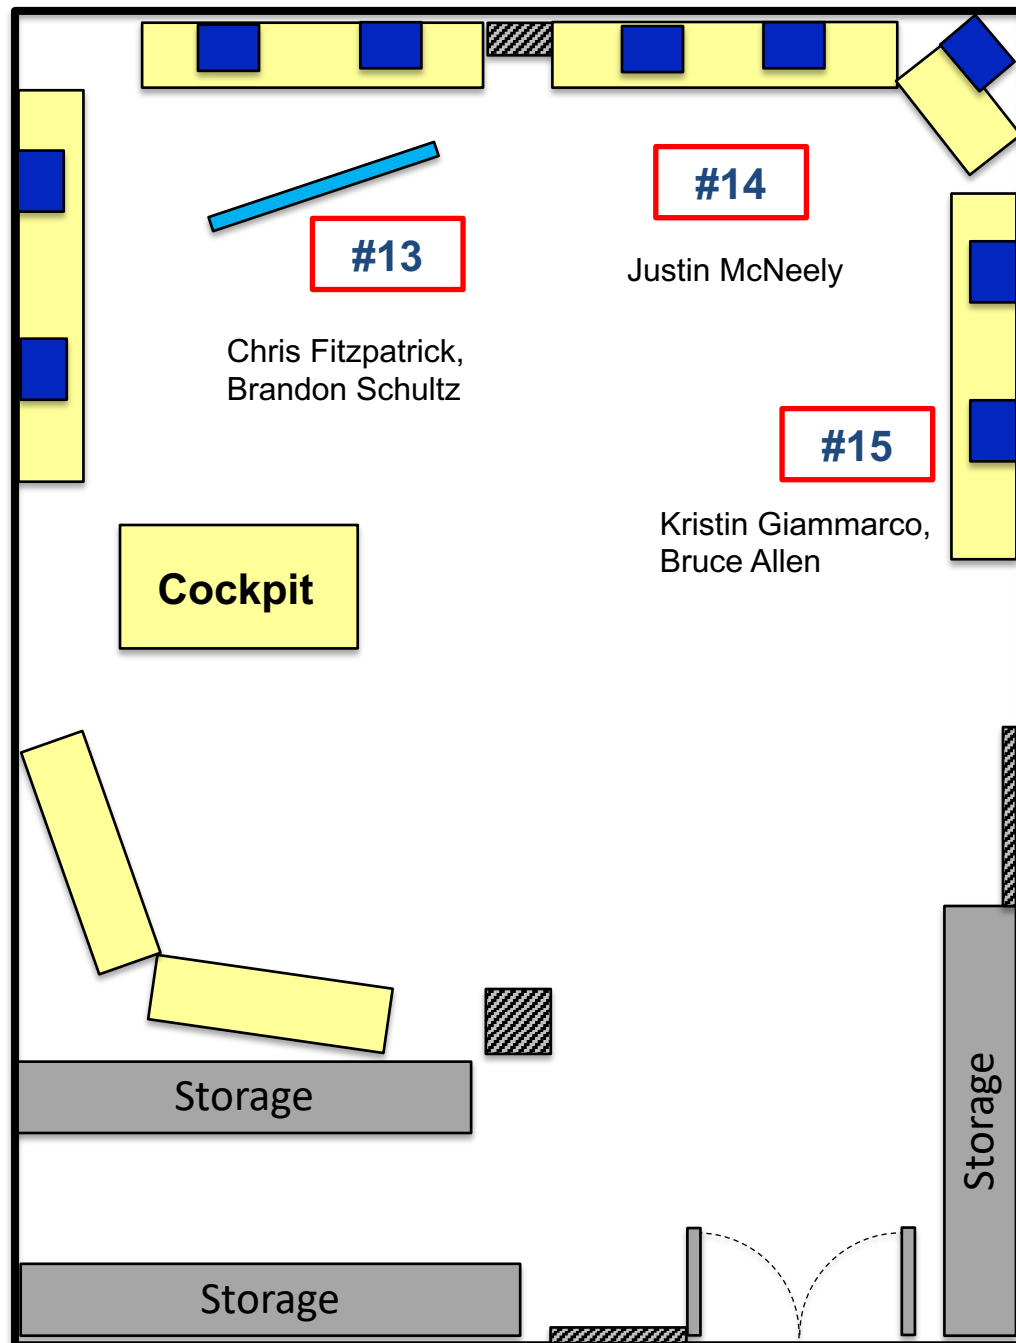 #14
#13
Justin McNeely
Chris Fitzpatrick,
Brandon Schultz
#15
Kristin Giammarco,
Bruce Allen
Cockpit
Storage
Storage
Storage